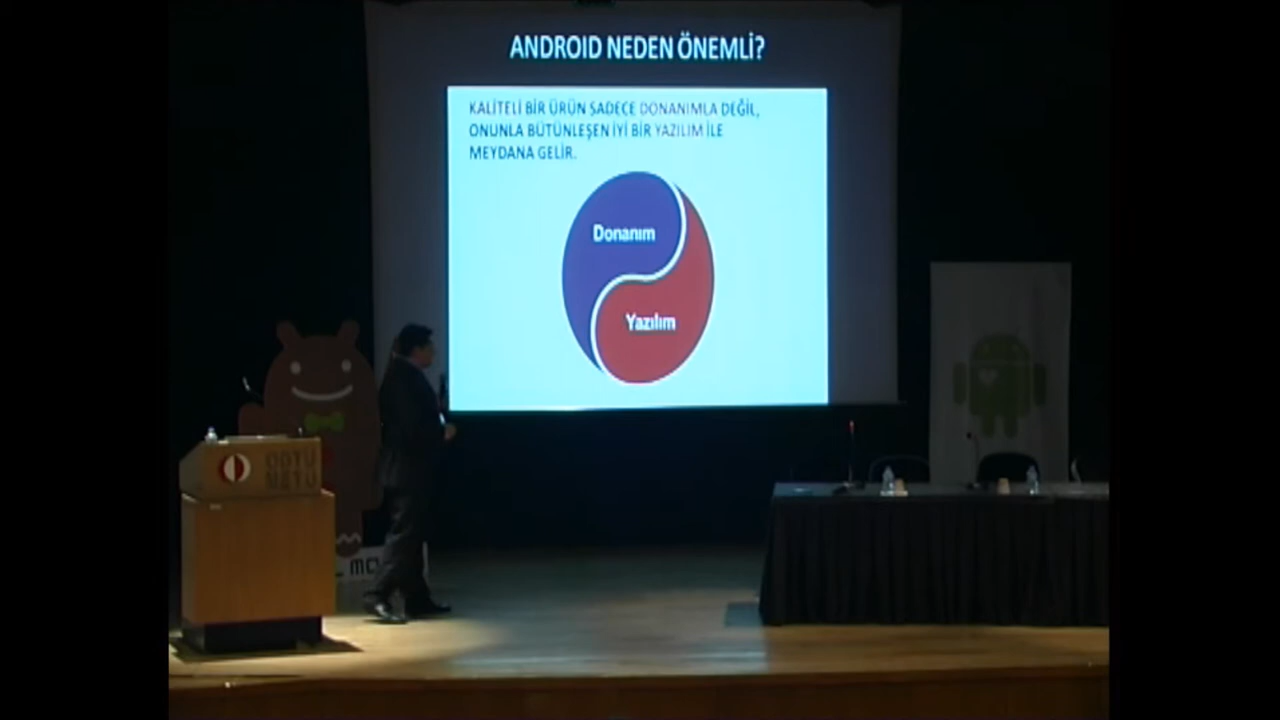 ANDROID NEDEN ÖNEMLİ?
KALİTELİ BİR ÜRÜN SADECE DONANIMLA DEĞİL,
ONUNLA BÜTÜNLEŞEN İYİ BİR YAZILIM İLE
MEYDANA GELİR.
Donanım
Yazılım
ODTÜ
METU